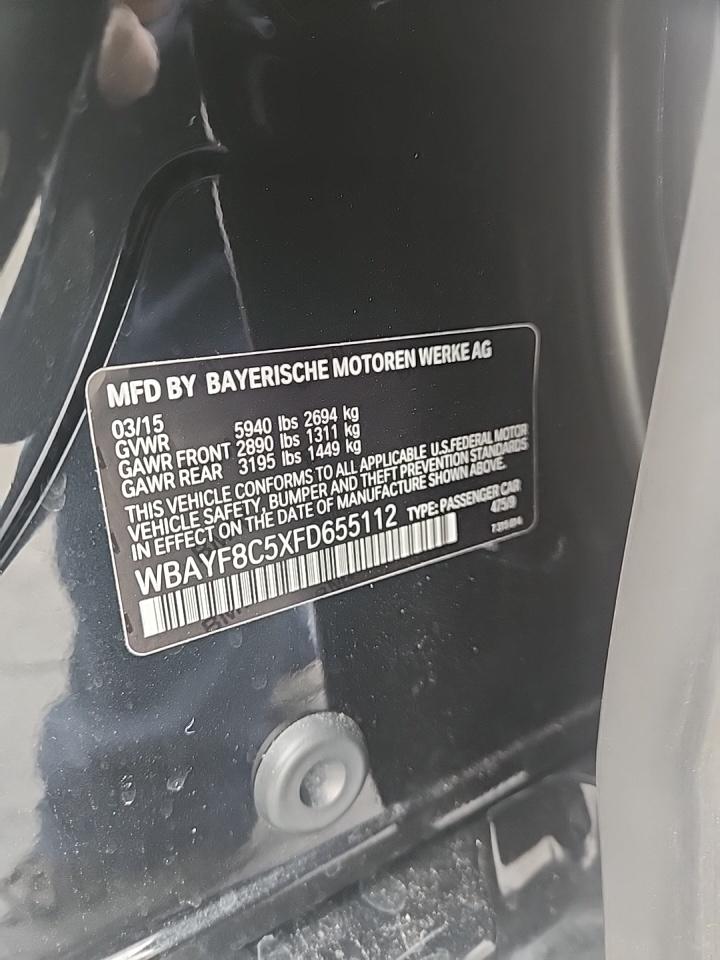 MFD BY BAYERISCHE MOTOREN WERKE AG
03/15
GVWR 5940 lbs 2694 kg
GAWR FRONT 2890 lbs 1311 kg
GAWR REAR 3195 lbs 1449 kg
THIS VEHICLE CONFORMS TO ALL APPLICABLE U.S.FEDERAL MOTOR
VEHICLE SAFETY, BUMPER AND THEFT PREVENTION STANDARDS
IN EFFECT ON THE DATE OF MANUFACTURE SHOWN ABOVE.
WBAYF8C5XFD655112 TYPE: PASSENGER CAR
475/9